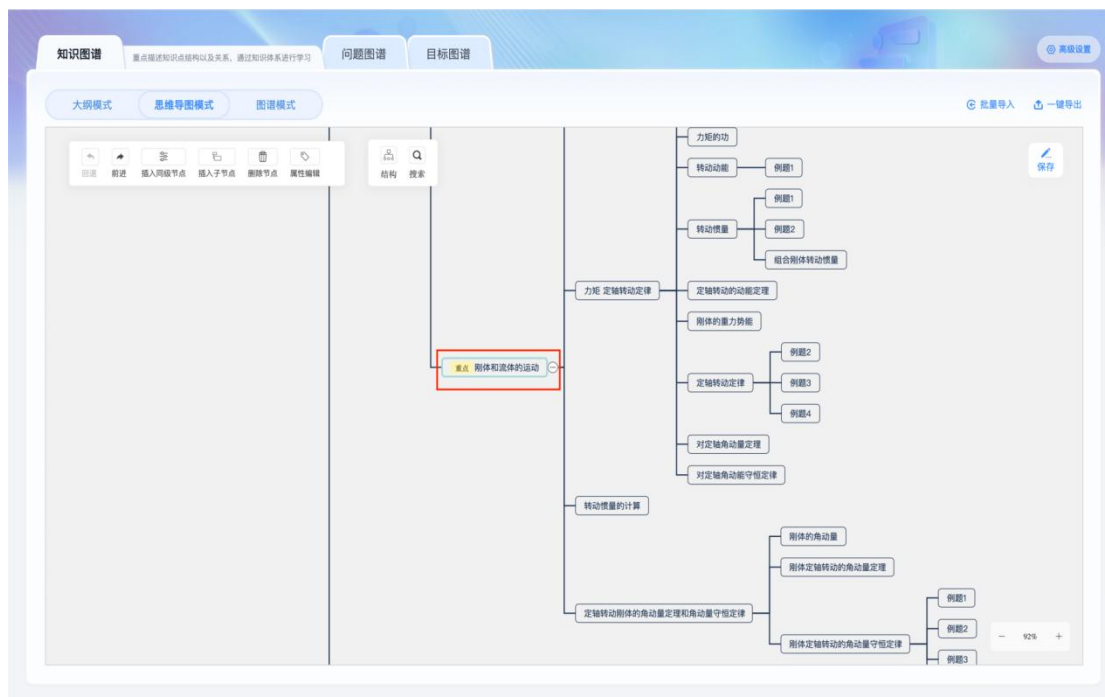 知识图谱
重点描述知识点结构以及关系，通过知识体系进行学习
问题图谱
目标图谱
高级设置
大纲模式
思维导图模式
图谱模式
批量导入
一键导出
回退
前进
插入同级节点
插入子节点
删除节点
属性编辑
结构
搜索
保存
力矩的功
转动动能
例题1
例题1
转动惯量
例题2
组合刚体转动惯量
力矩 定轴转动定律
定轴转动的动能定理
刚体的重力势能
例题2
重点 刚体和流体的运动
定轴转动定律
例题3
例题4
对定轴角动量定理
对定轴角动能守恒定律
转动惯量的计算
刚体的角动量
刚体定轴转动的角动量定理
例题1
定轴转动刚体的角动量定理和角动量守恒定律
例题2
92%
刚体定轴转动的角动量守恒定律
例题3